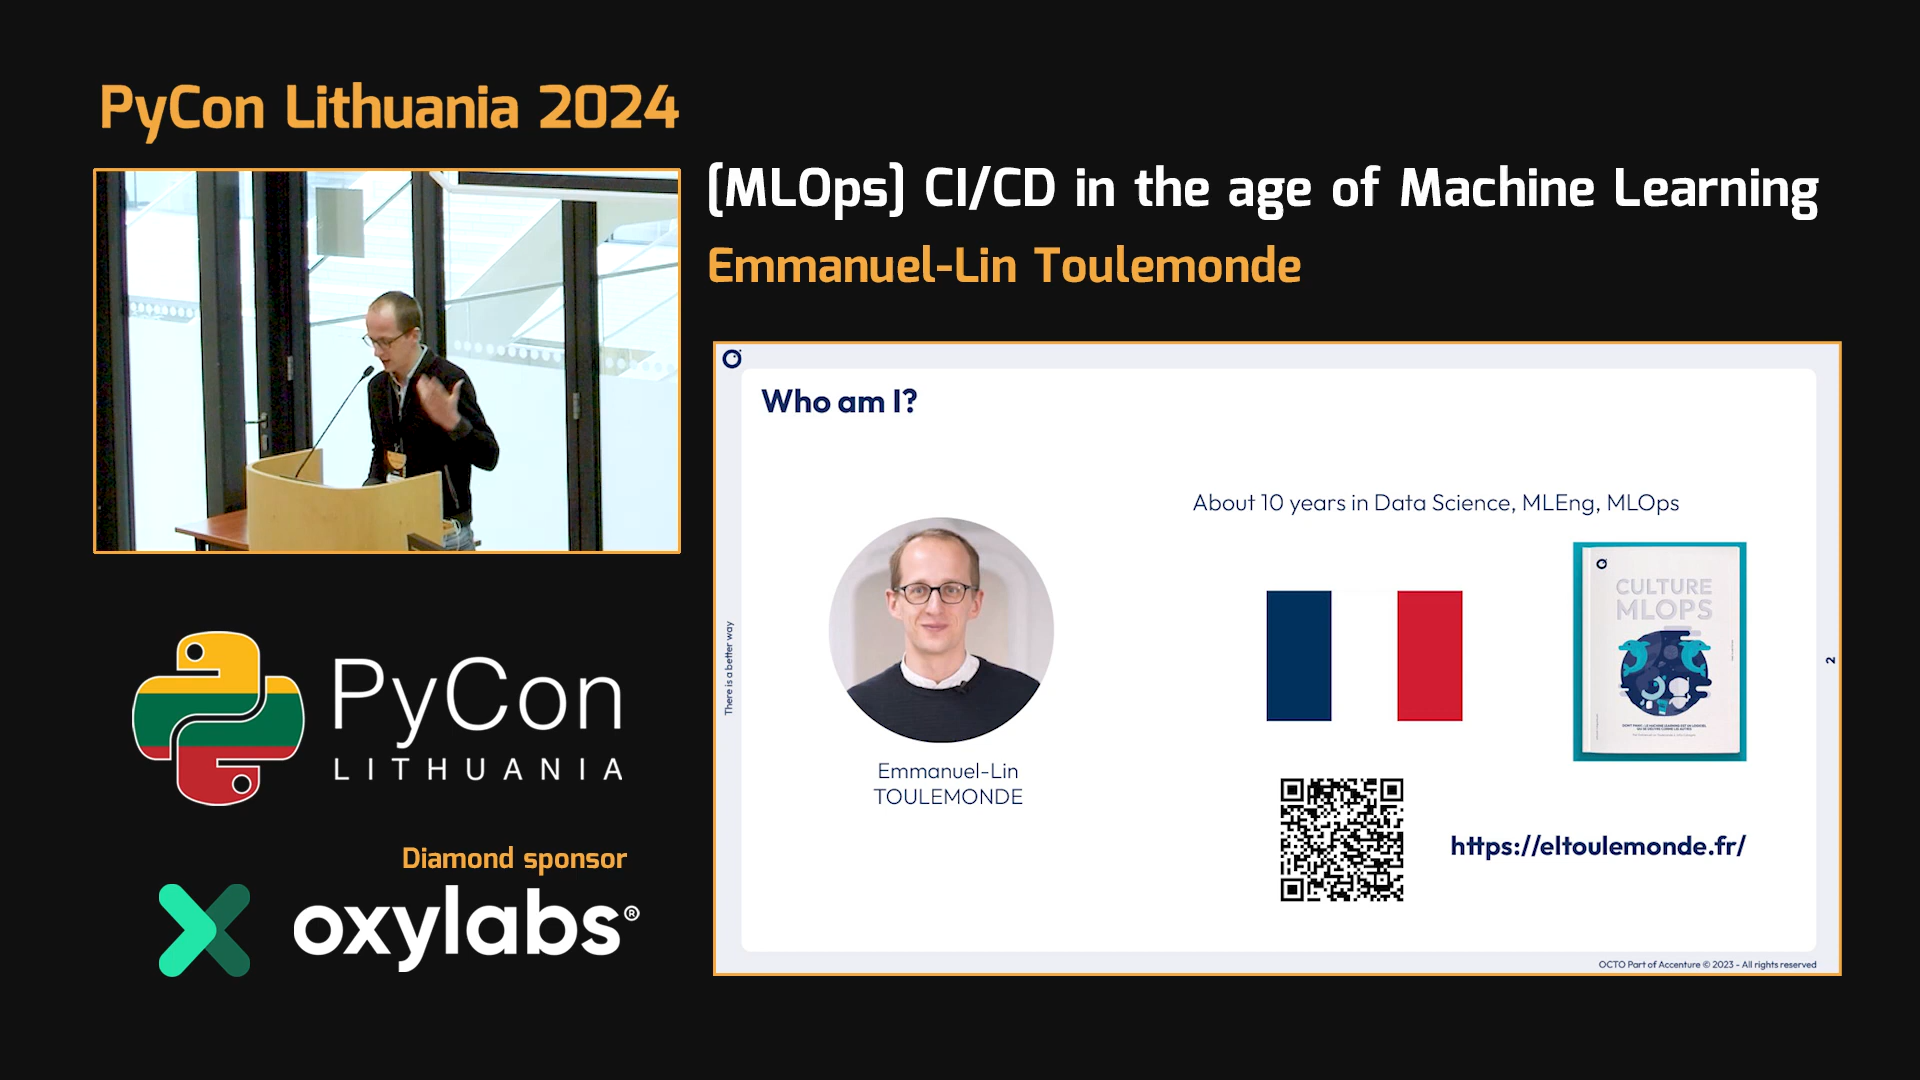 PyCon Lithuania 2024
[MLOps] CI/CD in the age of Machine Learning
Emmanuel-Lin Toulemonde
Who am I?
About 10 years in Data Science, MLEng, MLOps
CULTURE
MLOPS
Emmanuel-Lin
TOULEMONDE
https://eltoulemonde.fr/
There is a better way
2
OCTO Part of Accenture © 2023 - All rights reserved
PyCon
LITHUANIA
Diamond sponsor
oxylabs®